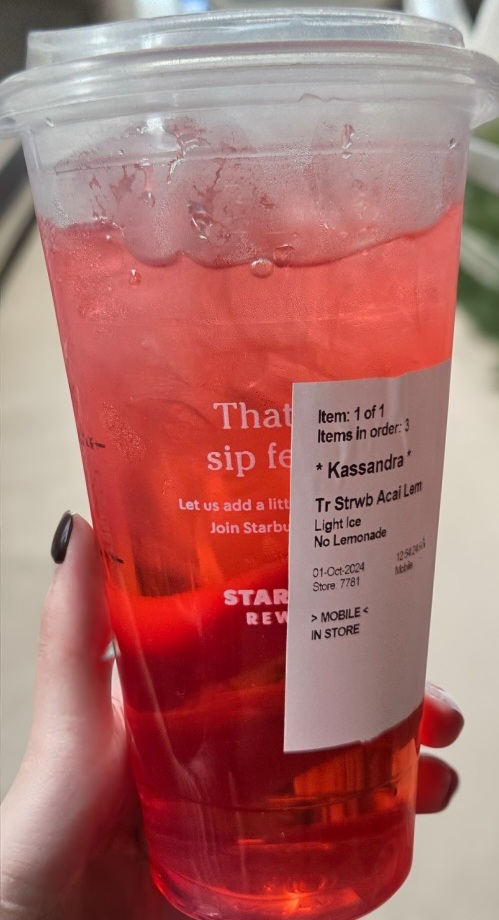 That
sip fe
Let us add a litt
Join Starbu
STAR
REW
Item: 1 of 1
Items in order: 3
* Kassandra *
Tr Strwb Acai Lem
Light Ice
No Lemonade
01-Oct-2024
Store: 7781
Mobile
> MOBILE <
IN STORE